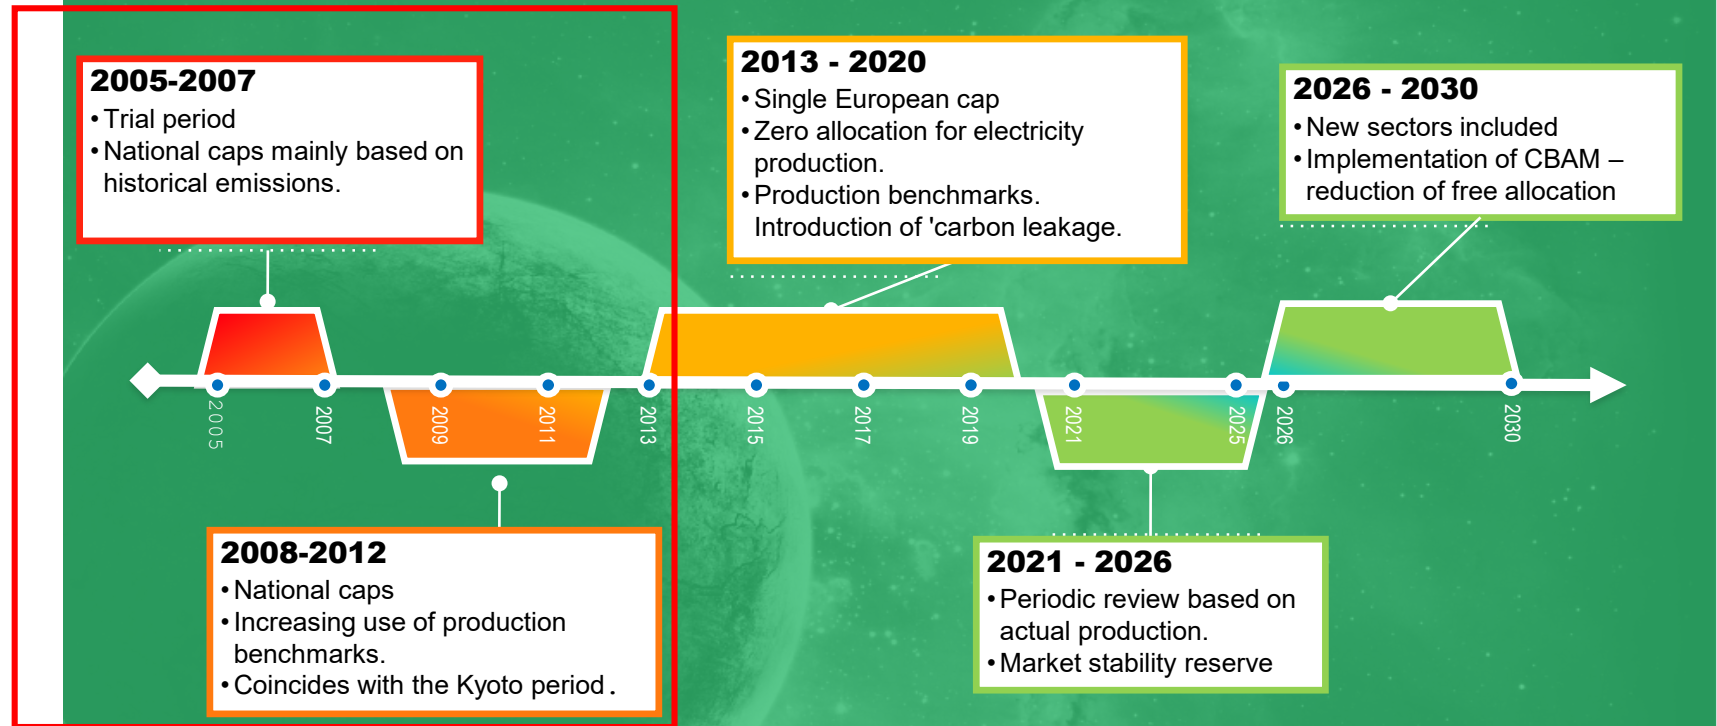 2005-2007
•Trial period
•National caps mainly based on
historical emissions.
2013 - 2020
•Single European cap
•Zero allocation for electricity
production.
•Production benchmarks.
Introduction of 'carbon leakage.
2026 - 2030
•New sectors included
•Implementation of CBAM –
reduction of free allocation
2005
2007
2009
2011
2013
2015
2017
2019
2021
2025
2026
2030
2008-2012
•National caps
•Increasing use of production
benchmarks.
•Coincides with the Kyoto period.
2021 - 2026
•Periodic review based on
actual production.
•Market stability reserve